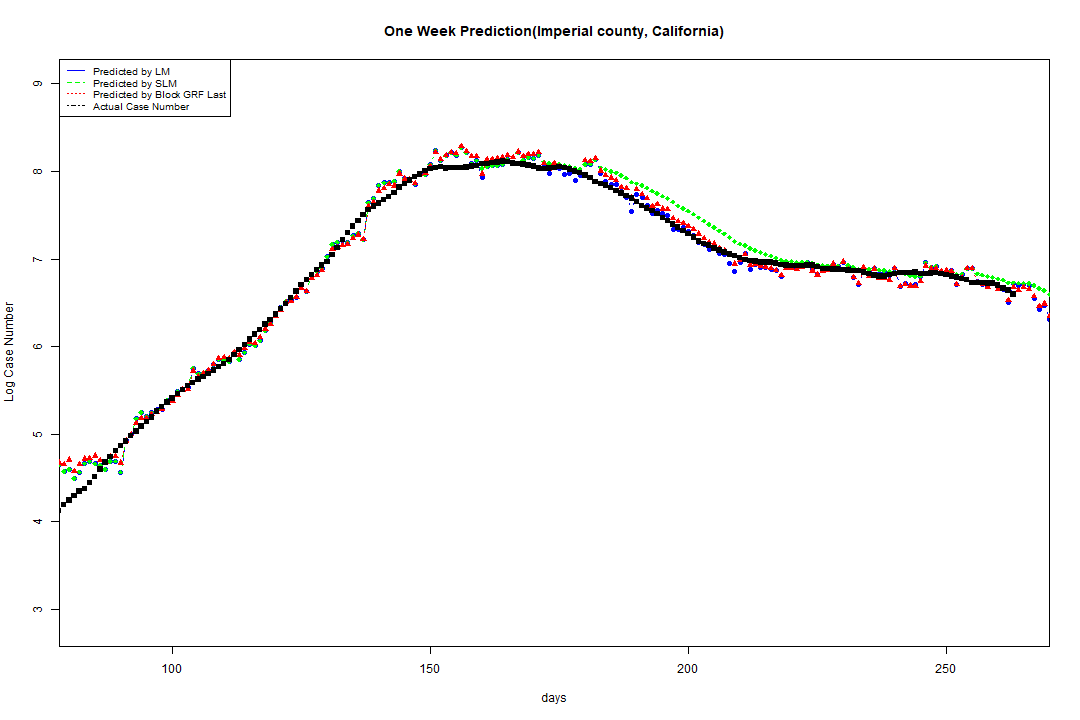 One Week Prediction(Imperial county, California)
Predicted by LM
Predicted by SLM
Predicted by Block GRF Last
Actual Case Number
9
8
7
6
5
4
3
Log Case Number
100 150 200 250
days